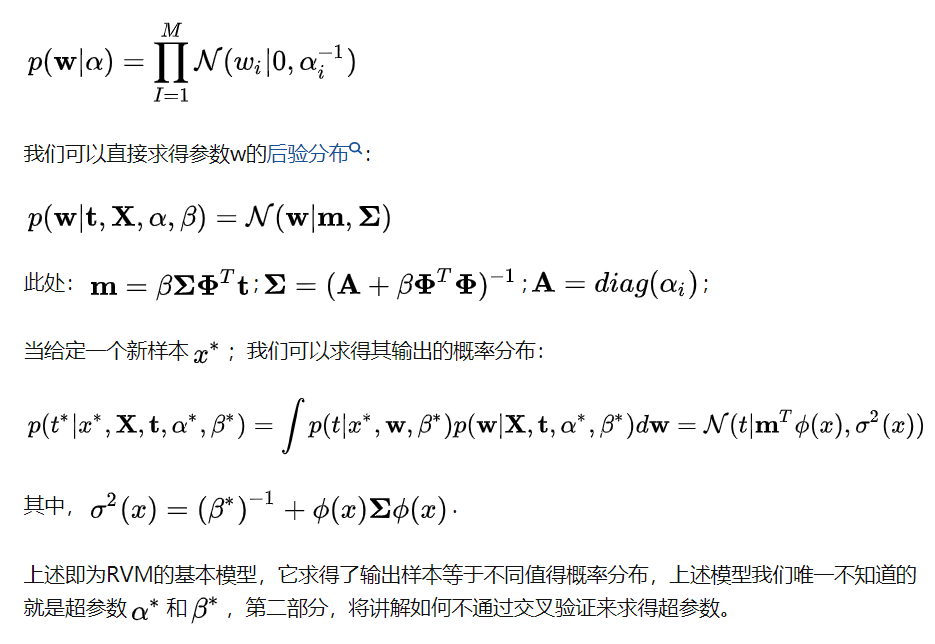 p(𝐰|α) = ∏_{I=1}^{M} 𝒩(w_i|0, α_i^{-1})
我们可以直接求得参数w的后验分布：
p(𝐰|𝐭, 𝐗, α, β) = 𝒩(𝐰|𝐦, 𝚺)
此处：𝐦 = β𝚺𝚽^T𝐭；𝚺 = (𝐀 + β𝚽^T𝚽)^{-1}；𝐀 = diag(α_i)；
当给定一个新样本 x*；我们可以求得其输出的概率分布：
p(t*|x*, 𝐗, 𝐭, α*, β*) = ∫ p(t|x*, 𝐰, β*)p(𝐰|𝐗, 𝐭, α*, β*)d𝐰 = 𝒩(t|𝐦^Tϕ(x), σ²(x))
其中，σ²(x) = (β*)^{-1} + ϕ(x)𝚺ϕ(x).
上述即为RVM的基本模型，它求得了输出样本等于不同值得概率分布，上述模型我们唯一不知道的
就是超参数 α* 和 β*，第二部分，将讲解如何不通过交叉验证来求得超参数。